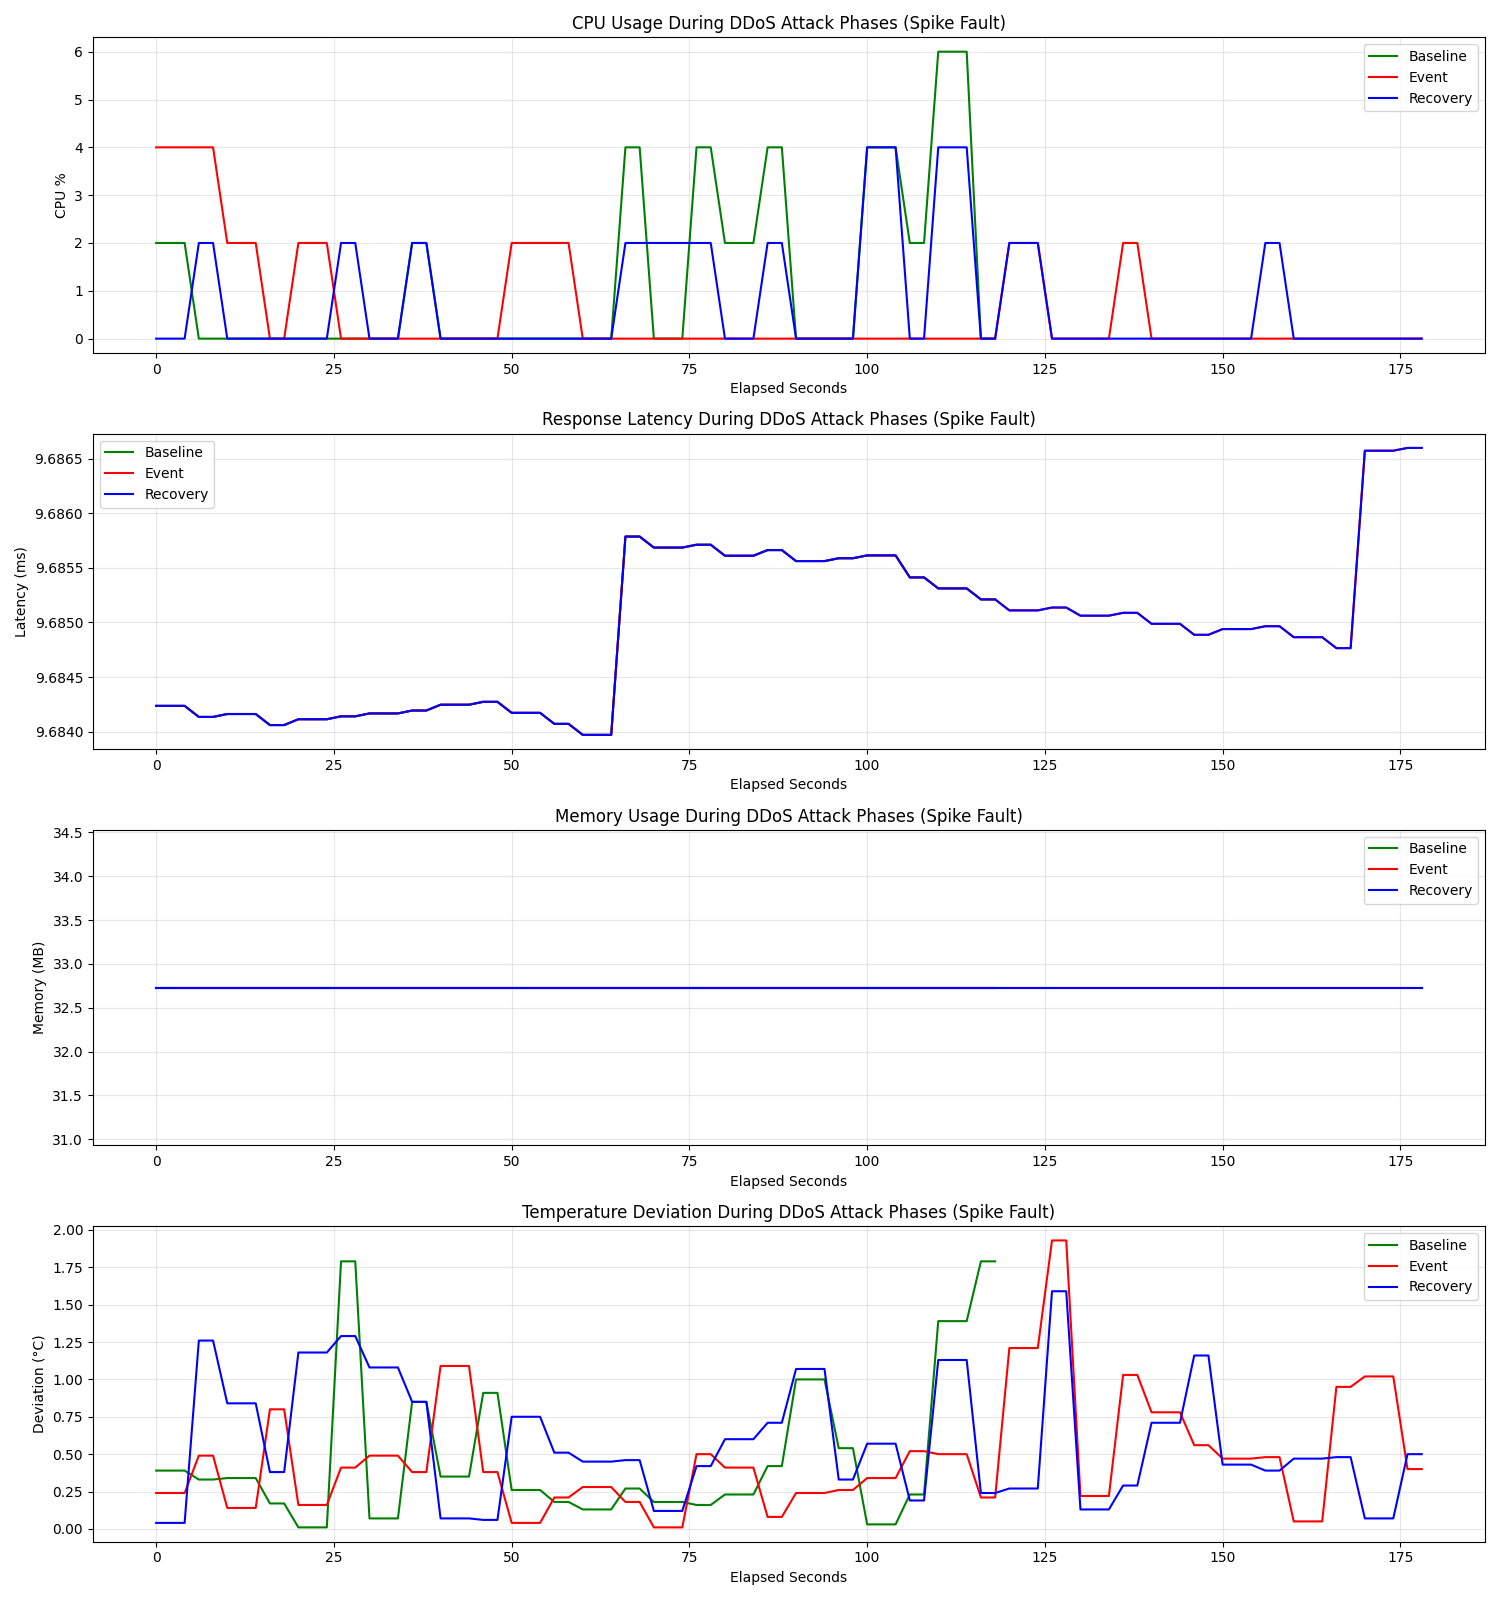 CPU Usage During DDoS Attack Phases (Spike Fault)
6
5
4
3
2
1
0
CPU %
Baseline
Event
Recovery
0 25 50 75 100 125 150 175
Elapsed Seconds
Response Latency During DDoS Attack Phases (Spike Fault)
9.6865
9.6860
9.6855
9.6850
9.6845
9.6840
Latency (ms)
Baseline
Event
Recovery
0 25 50 75 100 125 150 175
Elapsed Seconds
Memory Usage During DDoS Attack Phases (Spike Fault)
34.5
34.0
33.5
33.0
32.5
32.0
31.5
31.0
Memory (MB)
Baseline
Event
Recovery
0 25 50 75 100 125 150 175
Elapsed Seconds
Temperature Deviation During DDoS Attack Phases (Spike Fault)
2.00
1.75
1.50
1.25
1.00
0.75
0.50
0.25
0.00
Deviation (°C)
Baseline
Event
Recovery
0 25 50 75 100 125 150 175
Elapsed Seconds